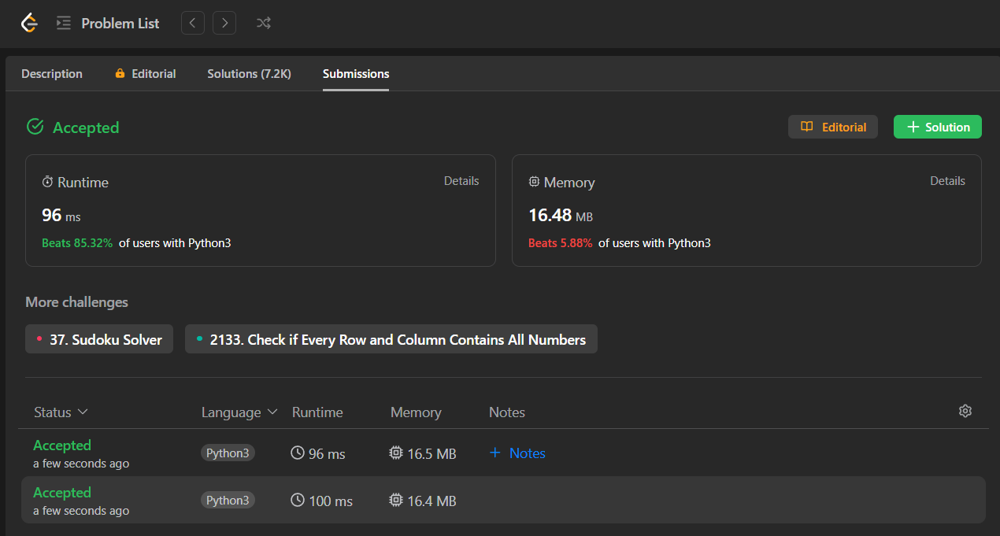 Problem List
Description Editorial Solutions (7.2K) Submissions
Accepted Editorial Solution
Runtime Details
96 ms
Beats 85.32% of users with Python3
Memory Details
16.48 MB
Beats 5.88% of users with Python3
More challenges
37. Sudoku Solver 2133. Check if Every Row and Column Contains All Numbers
Status Language Runtime Memory Notes
Accepted
a few seconds ago Python3 96 ms 16.5 MB + Notes
Accepted
a few seconds ago Python3 100 ms 16.4 MB